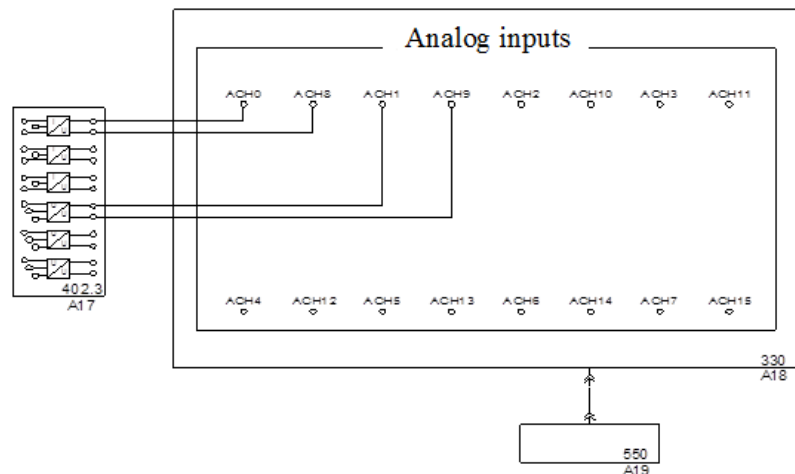 Analog inputs
ACH0 ACH8 ACH1 ACH9 ACH2 ACH10 ACH3 ACH11
402.3
A17
ACH4 ACH12 ACH5 ACH13 ACH6 ACH14 ACH7 ACH15
330
A18
550
A19